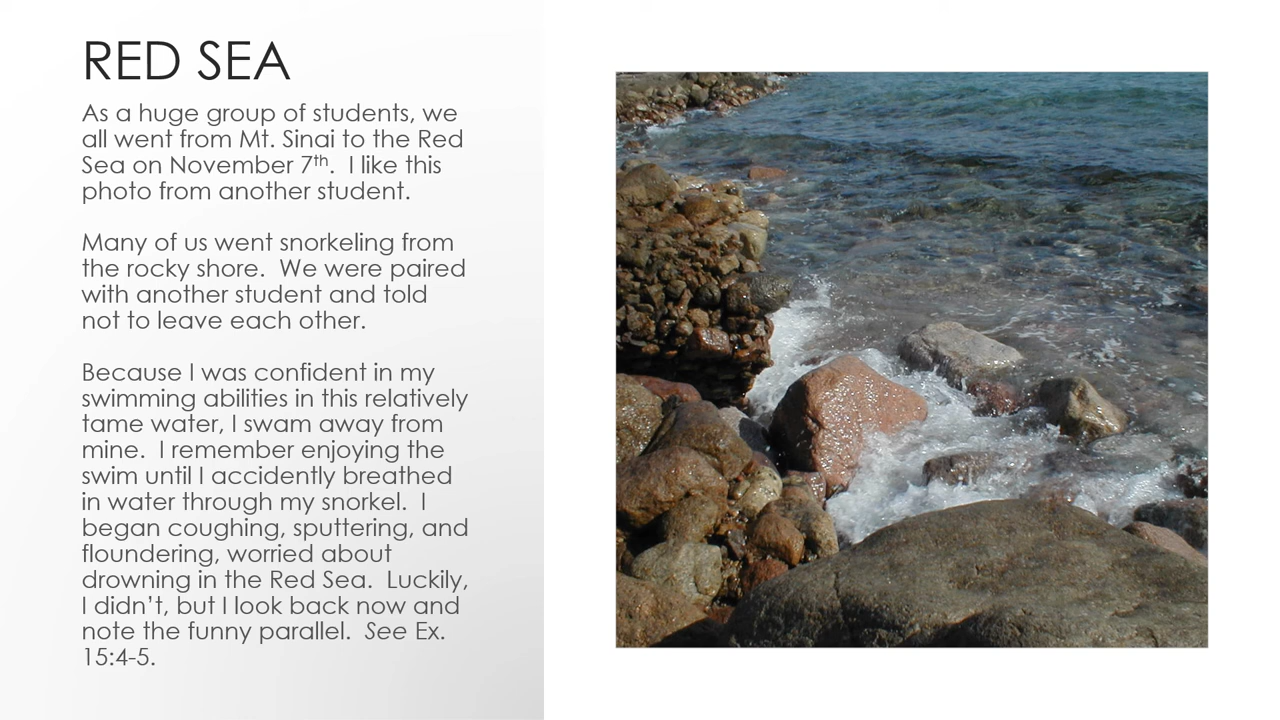 RED SEA
As a huge group of students, we
all went from Mt. Sinai to the Red
Sea on November 7th.  I like this
photo from another student.
Many of us went snorkeling from
the rocky shore.  We were paired
with another student and told
not to leave each other.
Because I was confident in my
swimming abilities in this relatively
tame water, I swam away from
mine.  I remember enjoying the
swim until I accidently breathed
in water through my snorkel.  I
began coughing, sputtering, and
floundering, worried about
drowning in the Red Sea.  Luckily,
I didn’t, but I look back now and
note the funny parallel.  See Ex.
15:4-5.